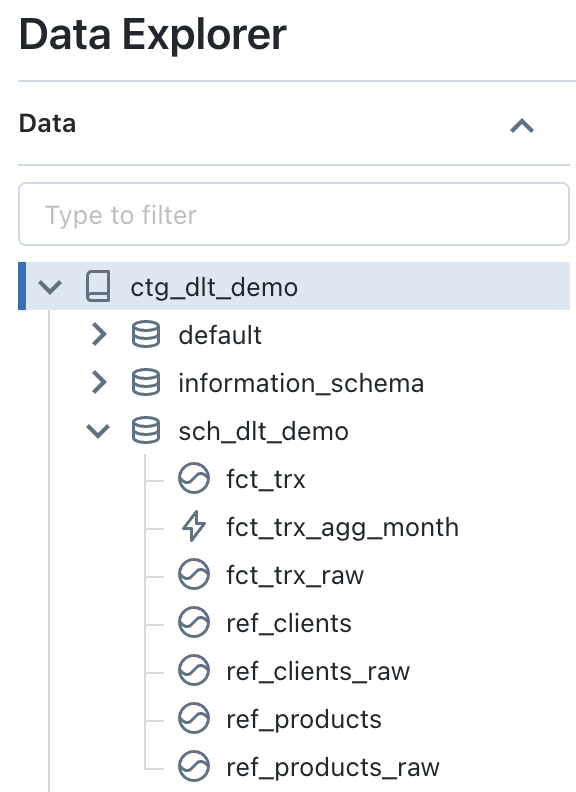 Data Explorer
Data
Type to filter
ctg_dlt_demo
default
information_schema
sch_dlt_demo
fct_trx
fct_trx_agg_month
fct_trx_raw
ref_clients
ref_clients_raw
ref_products
ref_products_raw